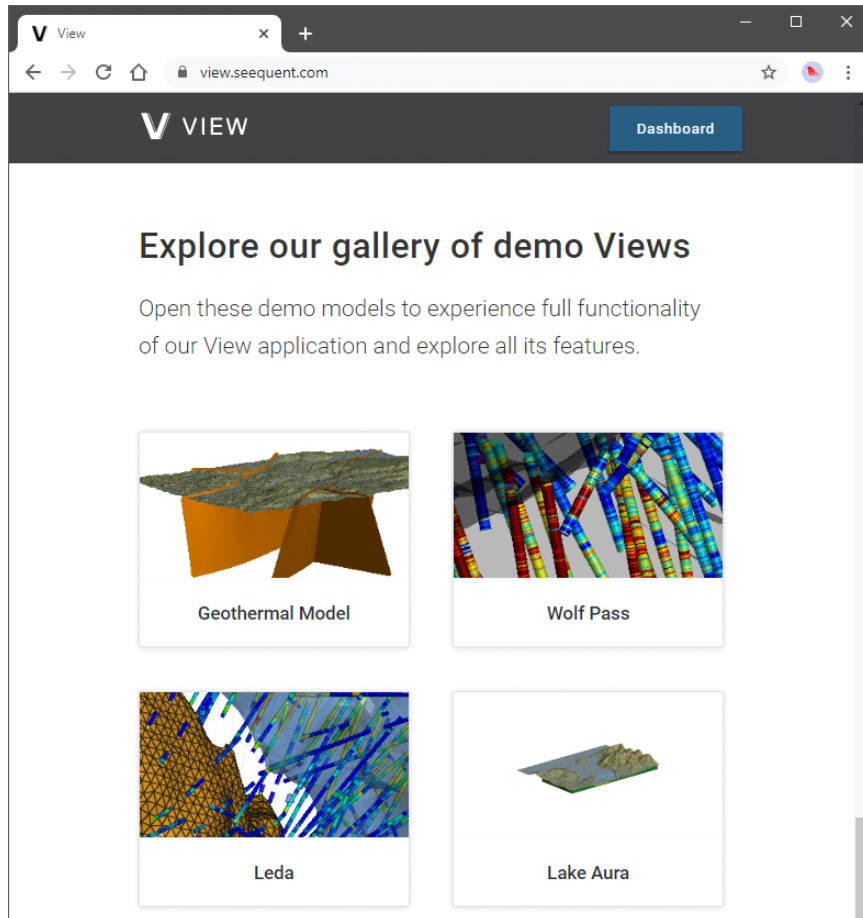 View
view.seequent.com
VIEW
Dashboard
Explore our gallery of demo Views
Open these demo models to experience full functionality
of our View application and explore all its features.
Geothermal Model
Wolf Pass
Leda
Lake Aura